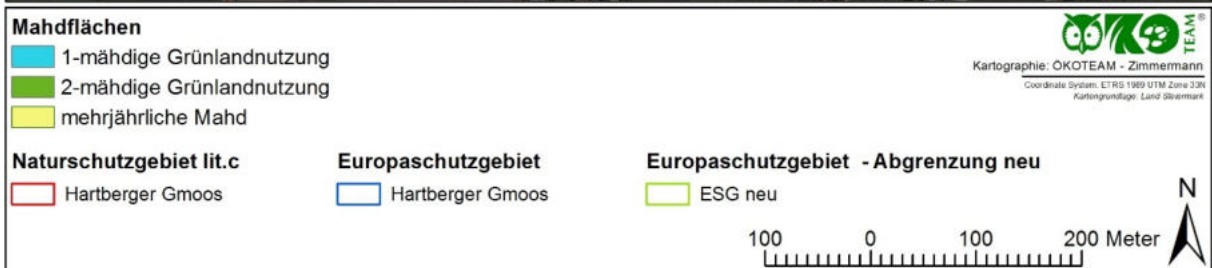 Mahdflächen
1-mähdige Grünlandnutzung
2-mähdige Grünlandnutzung
mehrjährliche Mahd
ÖKO TEAM®
Kartographie: ÖKOTEAM - Zimmermann
Coordinate System: ETRS 1989 UTM Zone 33N
Kartengrundlage: Land Steiermark
Naturschutzgebiet lit.c
Hartberger Gmoos
Europaschutzgebiet
Hartberger Gmoos
Europaschutzgebiet - Abgrenzung neu
ESG neu
N
100 0 100 200 Meter